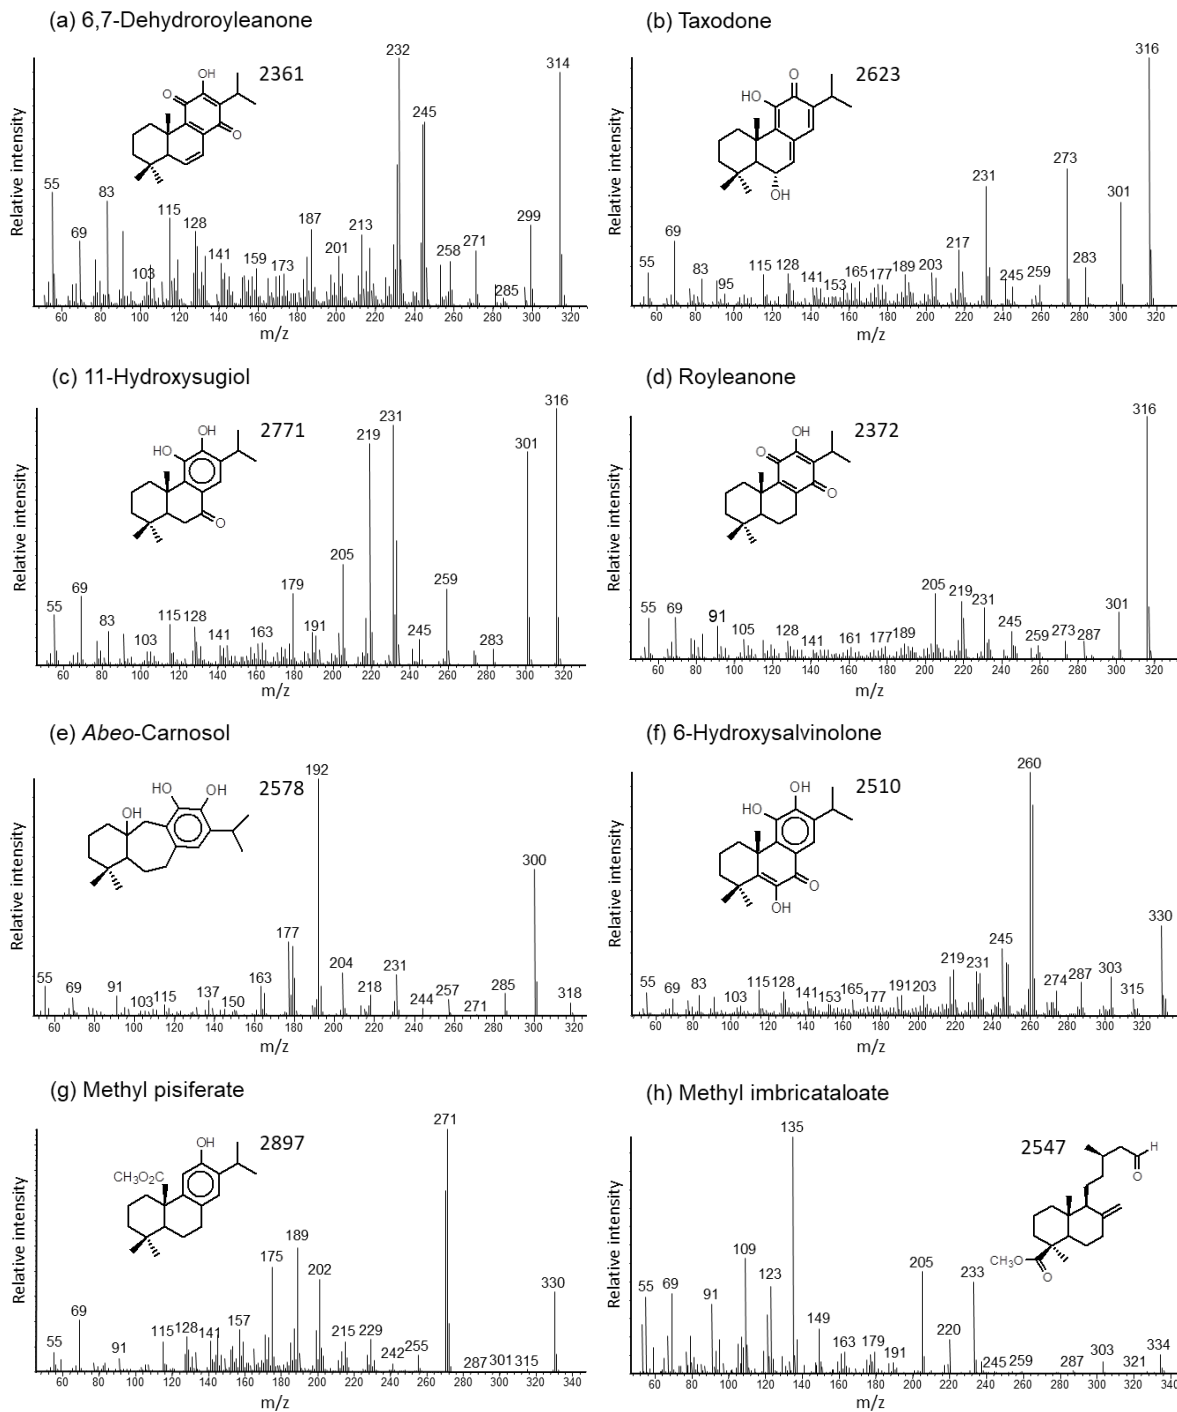 (a) 6,7-Dehydroroyleanone
Relative intensity
OH
O
O
2361
55
69
83
103
115
128
141
159
173
187
201
213
232
245
258
271
285
299
314
60 80 100 120 140 160 180 200 220 240 260 280 300 320
m/z
(b) Taxodone
Relative intensity
O
HO
OH
2623
55
69
83
95
115
128
141
153
165
177
189
203
217
231
245
259
273
283
301
316
60 80 100 120 140 160 180 200 220 240 260 280 300 320
m/z
(c) 11-Hydroxysugiol
Relative intensity
OH
HO
O
2771
55
69
83
103
115
128
141
163
179
191
205
219
231
245
259
283
301
316
60 80 100 120 140 160 180 200 220 240 260 280 300 320
m/z
(d) Royleanone
Relative intensity
OH
O
O
2372
55
69
91
105
128
141
161
177
189
205
219
231
245
259
273
287
301
316
60 80 100 120 140 160 180 200 220 240 260 280 300 320
m/z
(e) Abeo-Carnosol
Relative intensity
HO
OH
OH
2578
55
69
91
103
115
137
150
163
177
192
204
218
231
244
257
271
285
300
318
60 80 100 120 140 160 180 200 220 240 260 280 300 320
m/z
(f) 6-Hydroxysalvinolone
Relative intensity
OH
HO
O
OH
2510
55
69
83
103
115
128
141
153
165
177
191
203
219
231
245
260
274
287
303
315
330
60 80 100 120 140 160 180 200 220 240 260 280 300 320
m/z
(g) Methyl pisiferate
Relative intensity
OH
CH3O2C
2897
55
69
91
115
128
141
157
175
189
202
215
229
242
255
271
287
301
315
330
60 80 100 120 140 160 180 200 220 240 260 280 300 320 340
m/z
(h) Methyl imbricataloate
Relative intensity
H
O
CH3O
O
2547
55
69
91
109
123
135
149
163
179
191
205
220
233
245
259
287
303
321
334
60 80 100 120 140 160 180 200 220 240 260 280 300 320 340
m/z